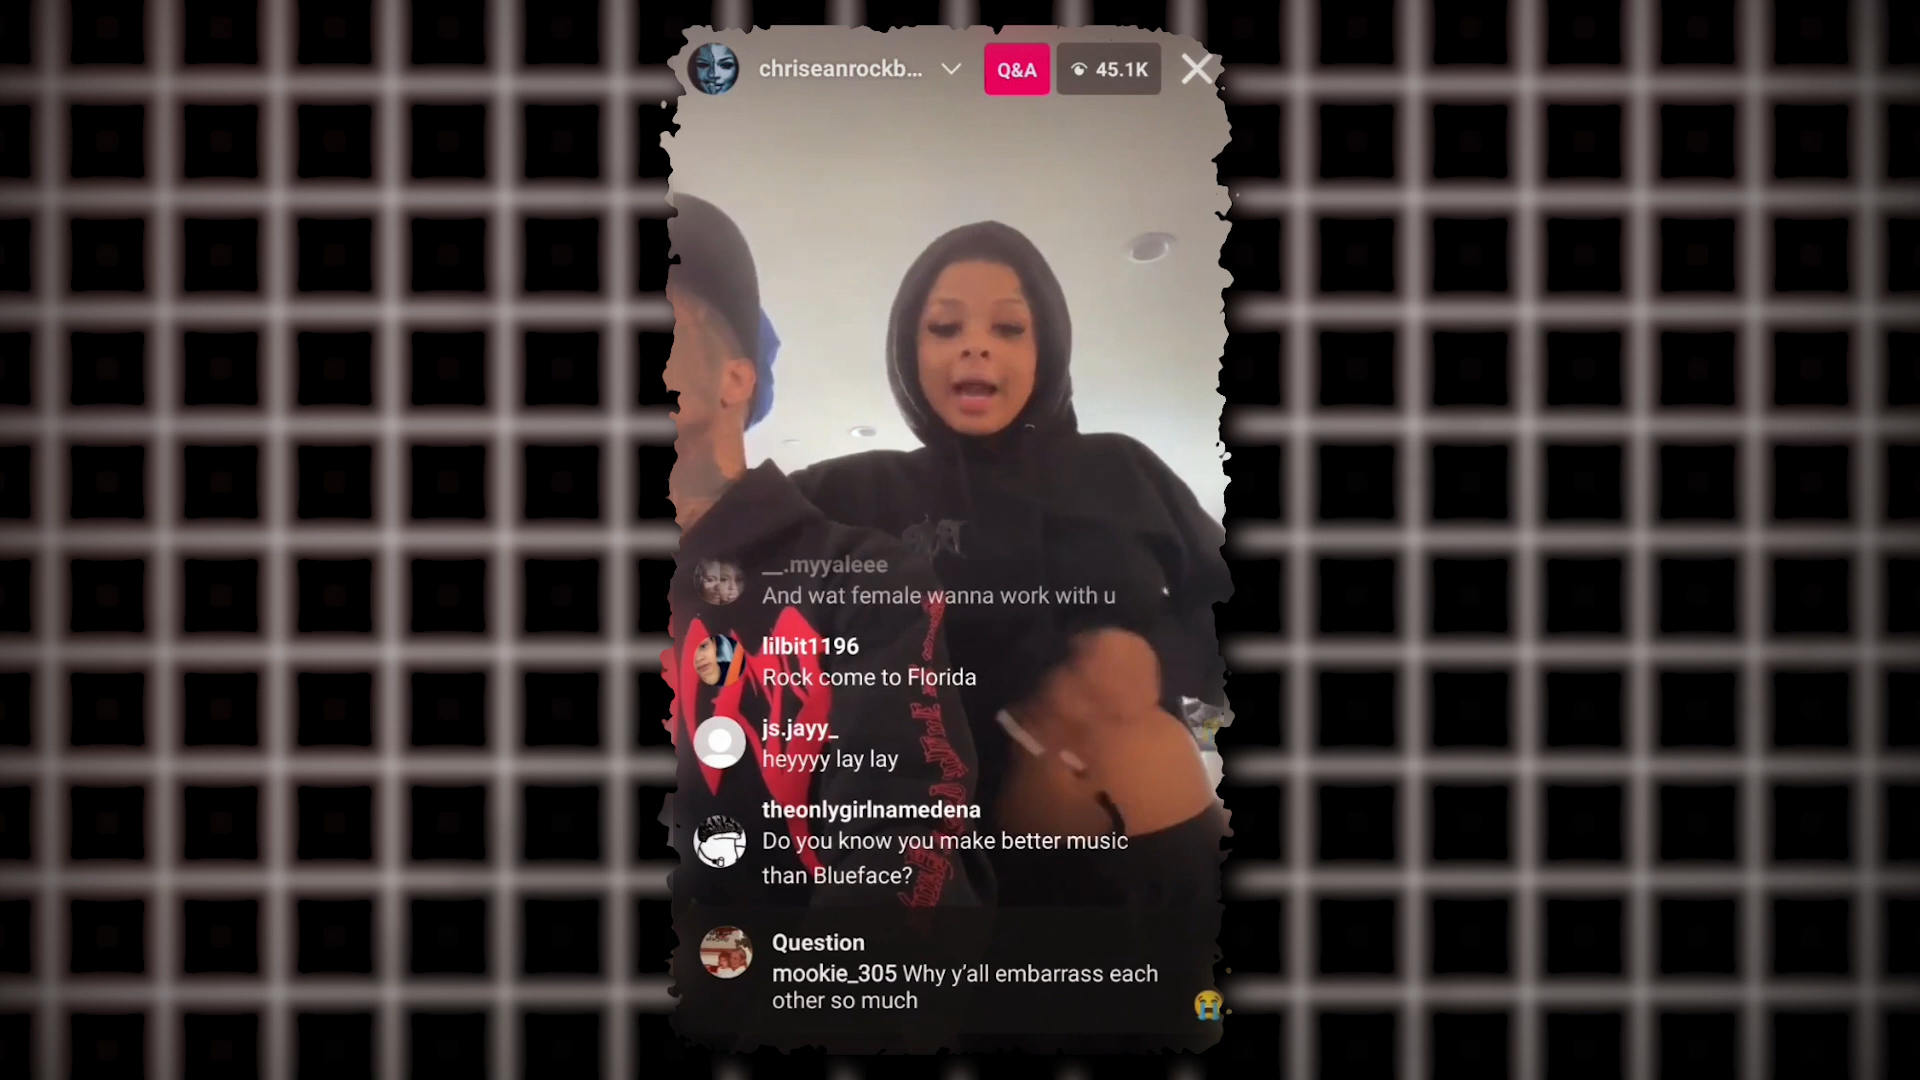 chriseanrockb...
Q&A
45.1K
__.myyaleee
And wat female wanna work with u
lilbit1196
Rock come to Florida
js.jayy_
heyyyy lay lay
theonlygirlnamedena
Do you know you make better music
than Blueface?
Question
mookie_305 Why y'all embarrass each
other so much